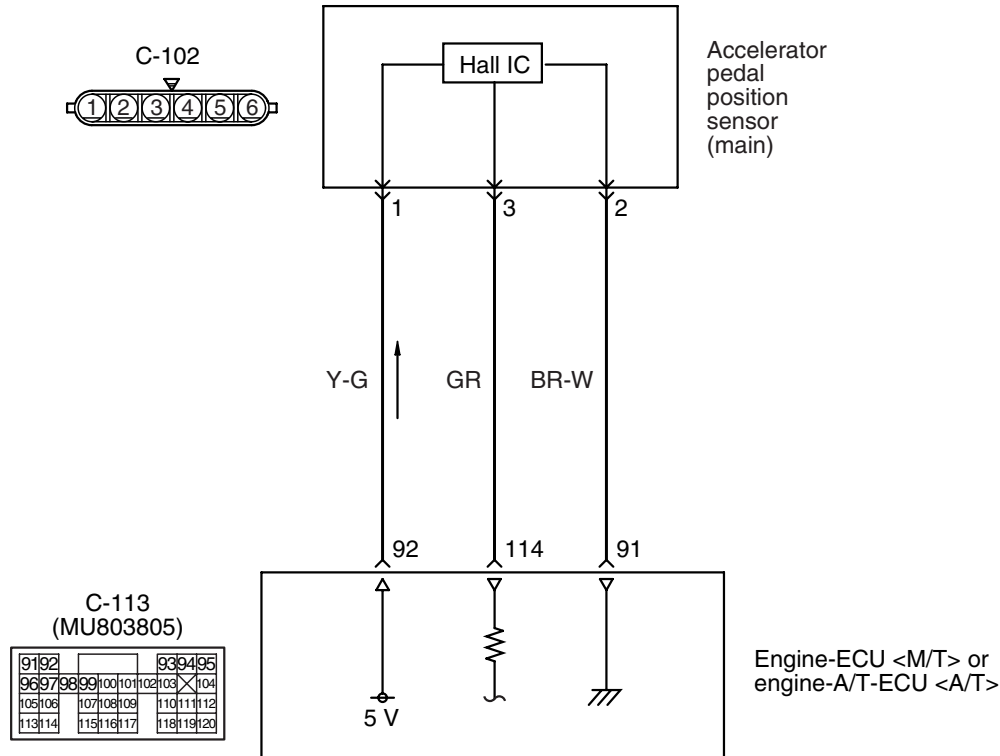 C-102
1 2 3 4 5 6
Hall IC
Accelerator
pedal
position
sensor
(main)
1 3 2
Y-G GR BR-W
92 114 91
C-113
(MU803805)
91 92 93 94 95
96 97 98 99 100 101 102 103 104
105 106 107 108 109 110 111 112
113 114 115 116 117 118 119 120
5 V
Engine-ECU <M/T> or
engine-A/T-ECU <A/T>